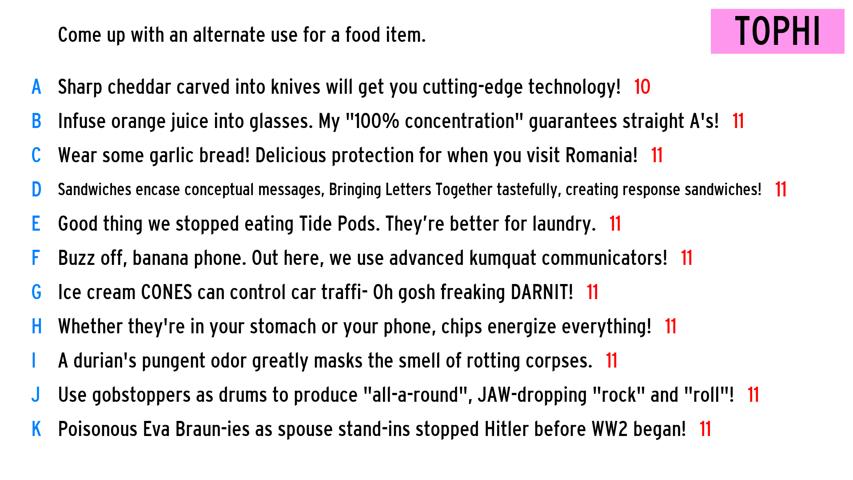 Come up with an alternate use for a food item.
TOPHI
A Sharp cheddar carved into knives will get you cutting-edge technology! 10
B Infuse orange juice into glasses. My "100% concentration" guarantees straight A's! 11
C Wear some garlic bread! Delicious protection for when you visit Romania! 11
D Sandwiches encase conceptual messages, Bringing Letters Together tastefully, creating response sandwiches! 11
E Good thing we stopped eating Tide Pods. They’re better for laundry. 11
F Buzz off, banana phone. Out here, we use advanced kumquat communicators! 11
G Ice cream CONES can control car traffi- Oh gosh freaking DARNIT! 11
H Whether they're in your stomach or your phone, chips energize everything! 11
I A durian's pungent odor greatly masks the smell of rotting corpses. 11
J Use gobstoppers as drums to produce "all-a-round", JAW-dropping "rock" and "roll"! 11
K Poisonous Eva Braun-ies as spouse stand-ins stopped Hitler before WW2 began! 11